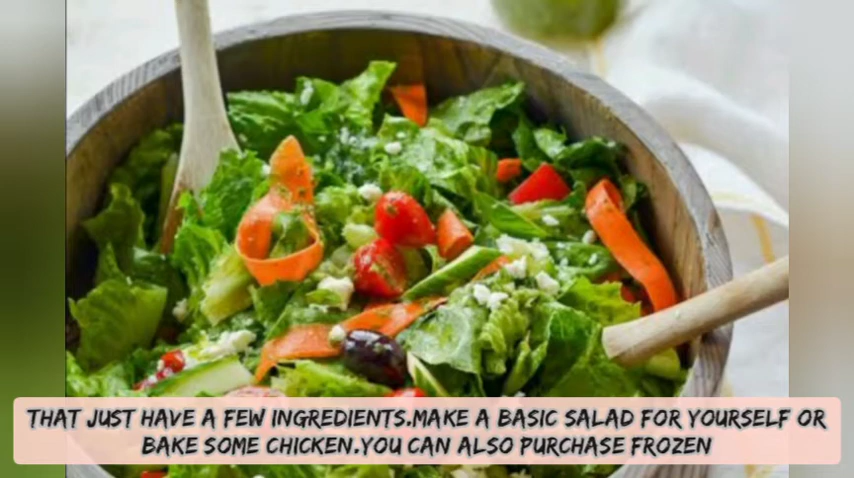 THAT JUST HAVE A FEW INGREDIENTS.MAKE A BASIC SALAD FOR YOURSELF OR
BAKE SOME CHICKEN.YOU CAN ALSO PURCHASE FROZEN